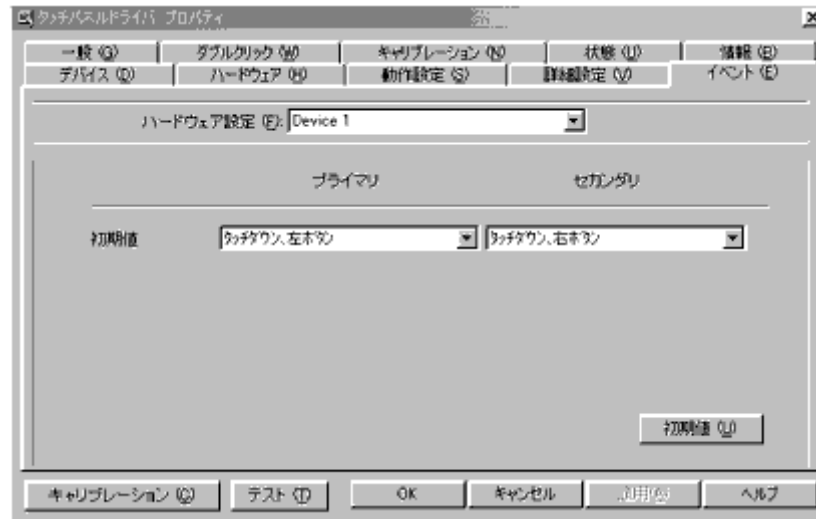 タッチパネルドライバ プロパティ
一般 (G) ダブルクリック (W) キャリブレーション (N) 状態 (U) 情報 (B)
デバイス (D) ハードウェア (H) 動作設定 (S) 詳細設定 (V) イベント (E)
ハードウェア設定 (F): Device 1
プライマリ セカンダリ
初期値 タッチダウン、左ボタン タッチダウン、右ボタン
初期値 (U)
キャリブレーション (C) テスト (T) OK キャンセル 適用(A) ヘルプ